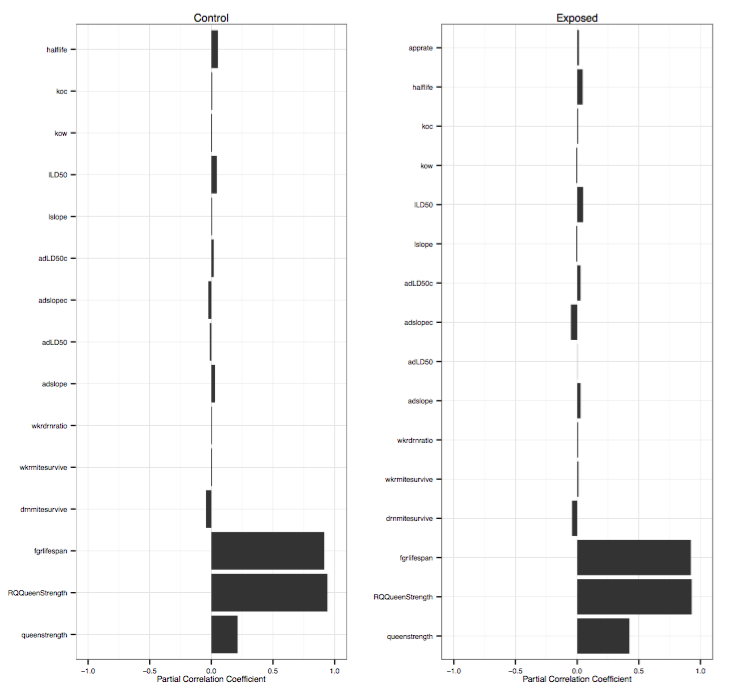 Control
halflife
koc
kow
lLD50
lslope
adLD50c
adslopec
adLD50
adslope
wkrdrnratio
wkrmitesurvive
drnmitesurvive
fgrlifespan
RQQueenStrength
queenstrength
−1.0 −0.5 0.0 0.5 1.0
Partial Correlation Coefficient
Exposed
apprate
halflife
koc
kow
lLD50
lslope
adLD50c
adslopec
adLD50
adslope
wkrdrnratio
wkrmitesurvive
drnmitesurvive
fgrlifespan
RQQueenStrength
queenstrength
−1.0 −0.5 0.0 0.5 1.0
Partial Correlation Coefficient